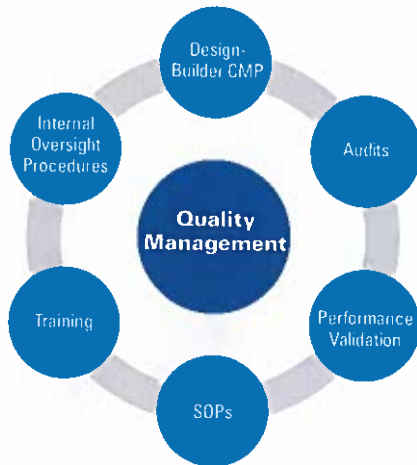 Design-
Builder CMP
Audits
Performance
Validation
SOPs
Training
Internal
Oversight
Procedures
Quality
Management